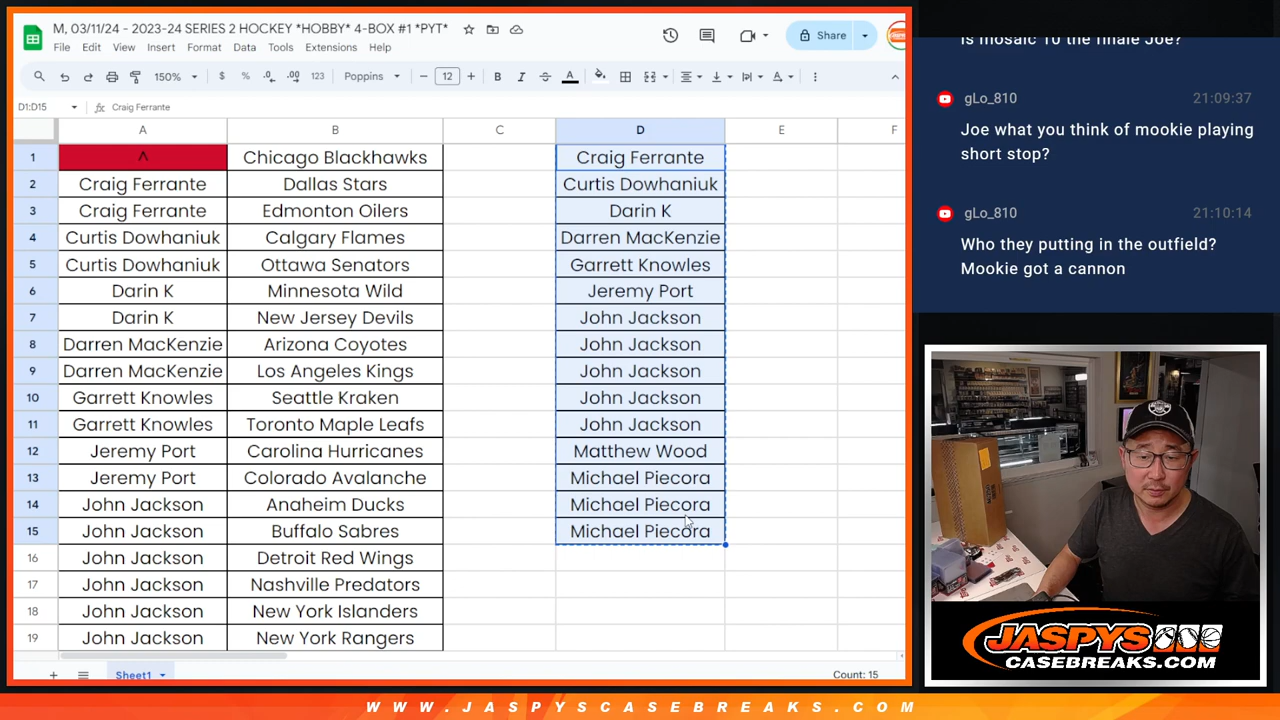 M, 03/11/24 - 2023-24 SERIES 2 HOCKEY *HOBBY* 4-BOX #1 *PYT*
File Edit View Insert Format Data Tools Extensions Help
Share
150% $ % .0 .00 123 Poppins 12 B I A
D1:D15 fx Craig Ferrante
A B C D E F
1 ^ Chicago Blackhawks Craig Ferrante
2 Craig Ferrante Dallas Stars Curtis Dowhaniuk
3 Craig Ferrante Edmonton Oilers Darin K
4 Curtis Dowhaniuk Calgary Flames Darren MacKenzie
5 Curtis Dowhaniuk Ottawa Senators Garrett Knowles
6 Darin K Minnesota Wild Jeremy Port
7 Darin K New Jersey Devils John Jackson
8 Darren MacKenzie Arizona Coyotes John Jackson
9 Darren MacKenzie Los Angeles Kings John Jackson
10 Garrett Knowles Seattle Kraken John Jackson
11 Garrett Knowles Toronto Maple Leafs John Jackson
12 Jeremy Port Carolina Hurricanes Matthew Wood
13 Jeremy Port Colorado Avalanche Michael Piecora
14 John Jackson Anaheim Ducks Michael Piecora
15 John Jackson Buffalo Sabres Michael Piecora
16 John Jackson Detroit Red Wings
17 John Jackson Nashville Predators
18 John Jackson New York Islanders
19 John Jackson New York Rangers
Sheet1 Count: 15
is mosaic 10 the finale Joe?
gLo_810 21:09:37
Joe what you think of mookie playing
short stop?
gLo_810 21:10:14
Who they putting in the outfield?
Mookie got a cannon
JASPYS
CASEBREAKS.COM
WWW.JASPYSCASEBREAKS.COM